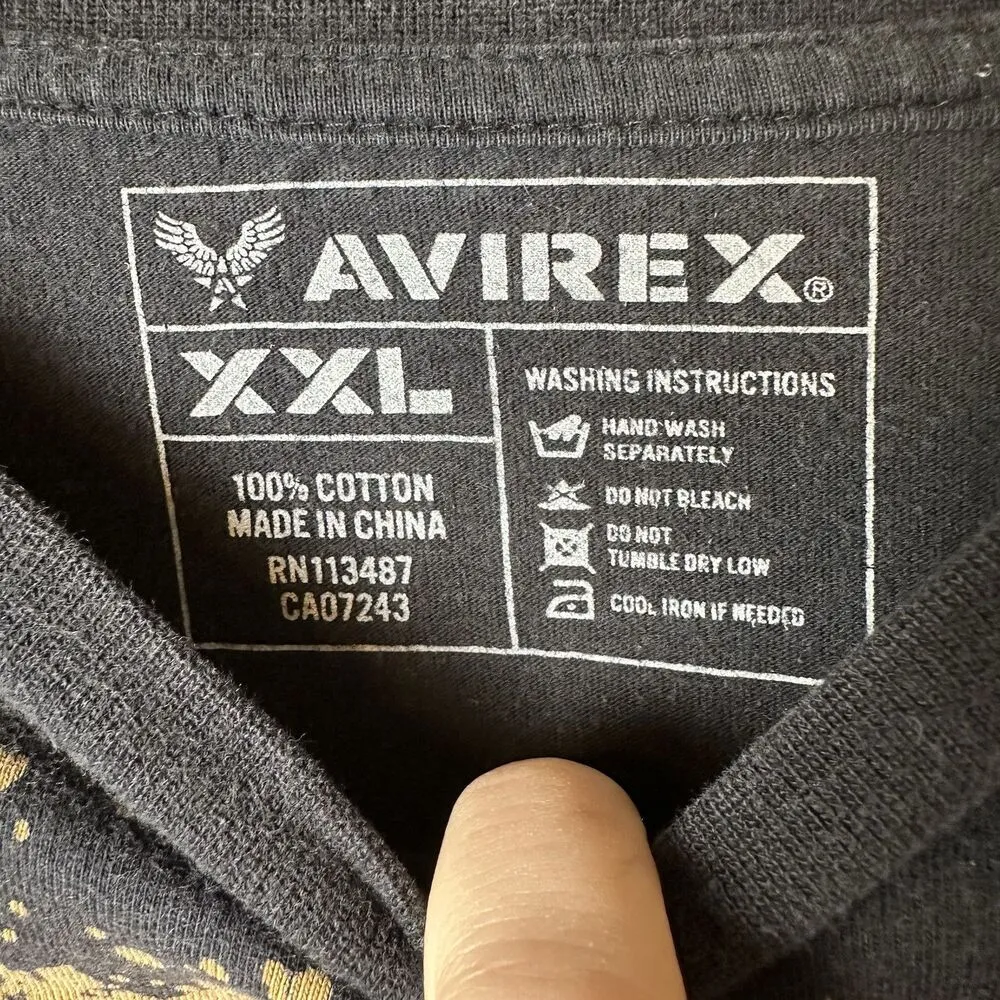 AVIREX®
XXL
100% COTTON
MADE IN CHINA
RN113487
CA07243
WASHING INSTRUCTIONS
HAND WASH
SEPARATELY
DO NOT BLEACH
DO NOT
TUMBLE DRY LOW
COOL IRON IF NEEDED